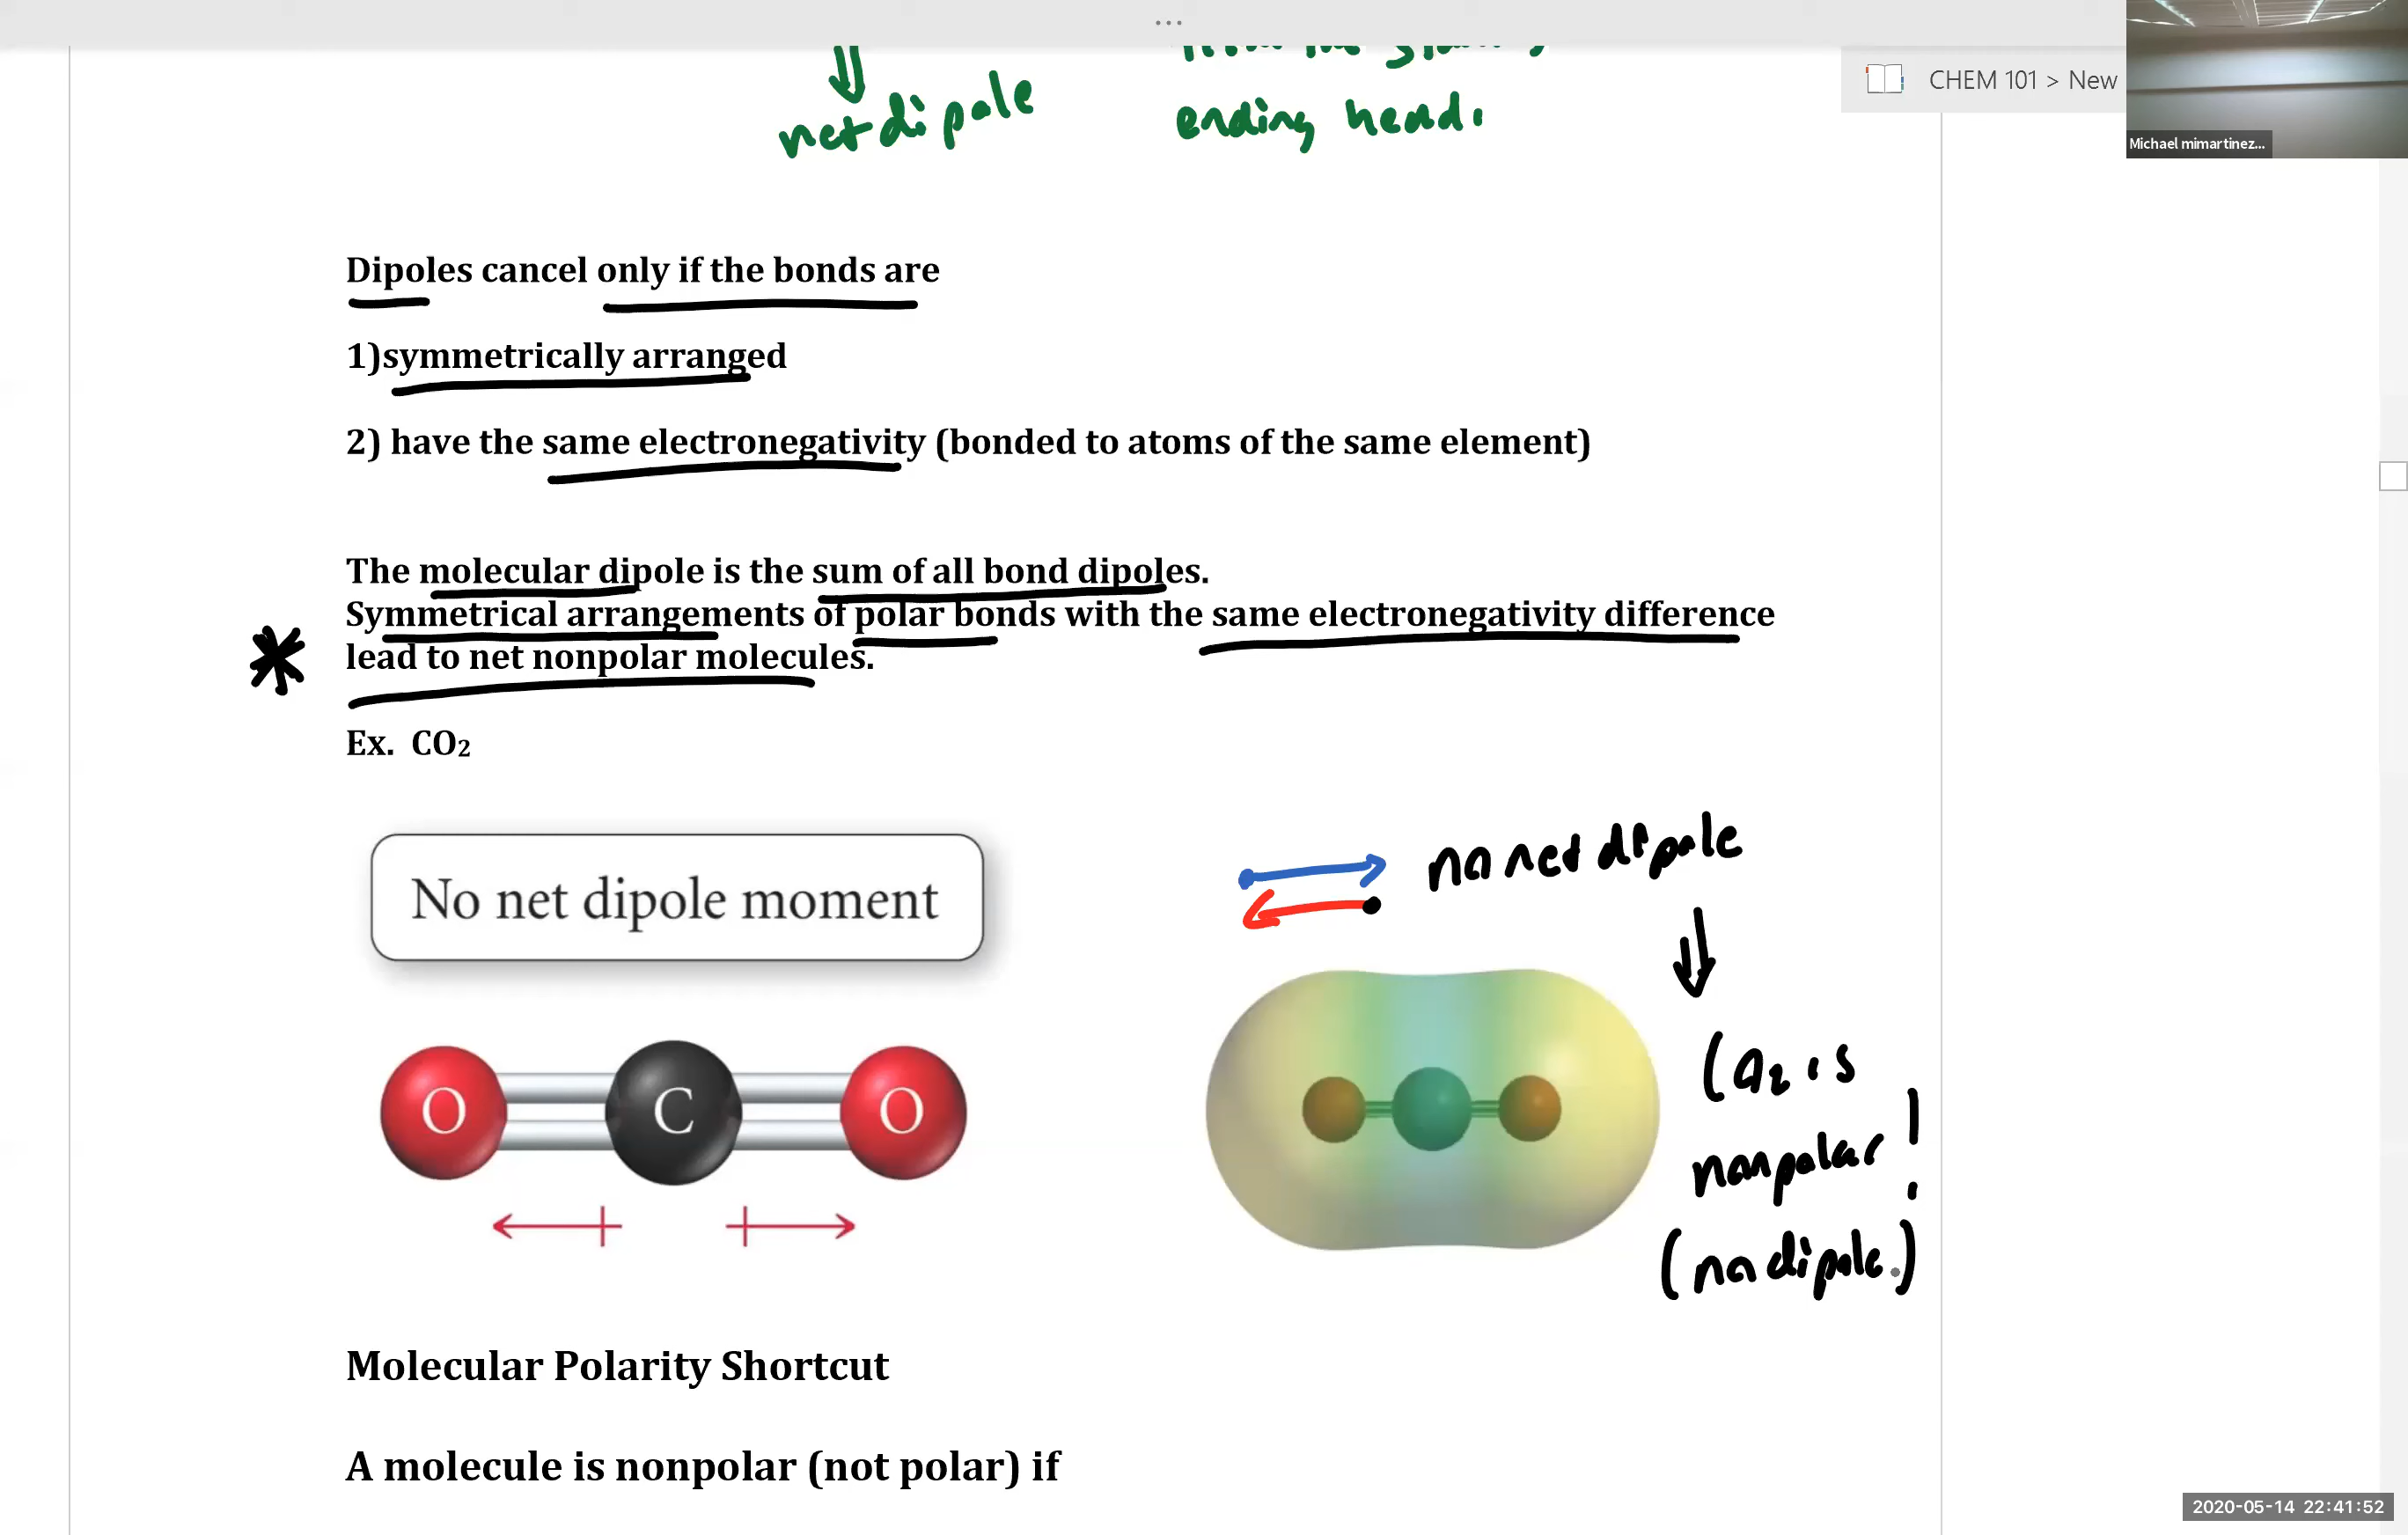 ...
CHEM 101 > New
Michael mimartinez...
net dipole
ending head.
Dipoles cancel only if the bonds are
1)symmetrically arranged
2) have the same electronegativity (bonded to atoms of the same element)
The molecular dipole is the sum of all bond dipoles.
Symmetrical arrangements of polar bonds with the same electronegativity difference
lead to net nonpolar molecules.
Ex. CO₂
No net dipole moment
no net dipole
O C O
CO₂ is
nonpolar!
(no dipole.)
Molecular Polarity Shortcut
A molecule is nonpolar (not polar) if
2020-05-14 22:41:52